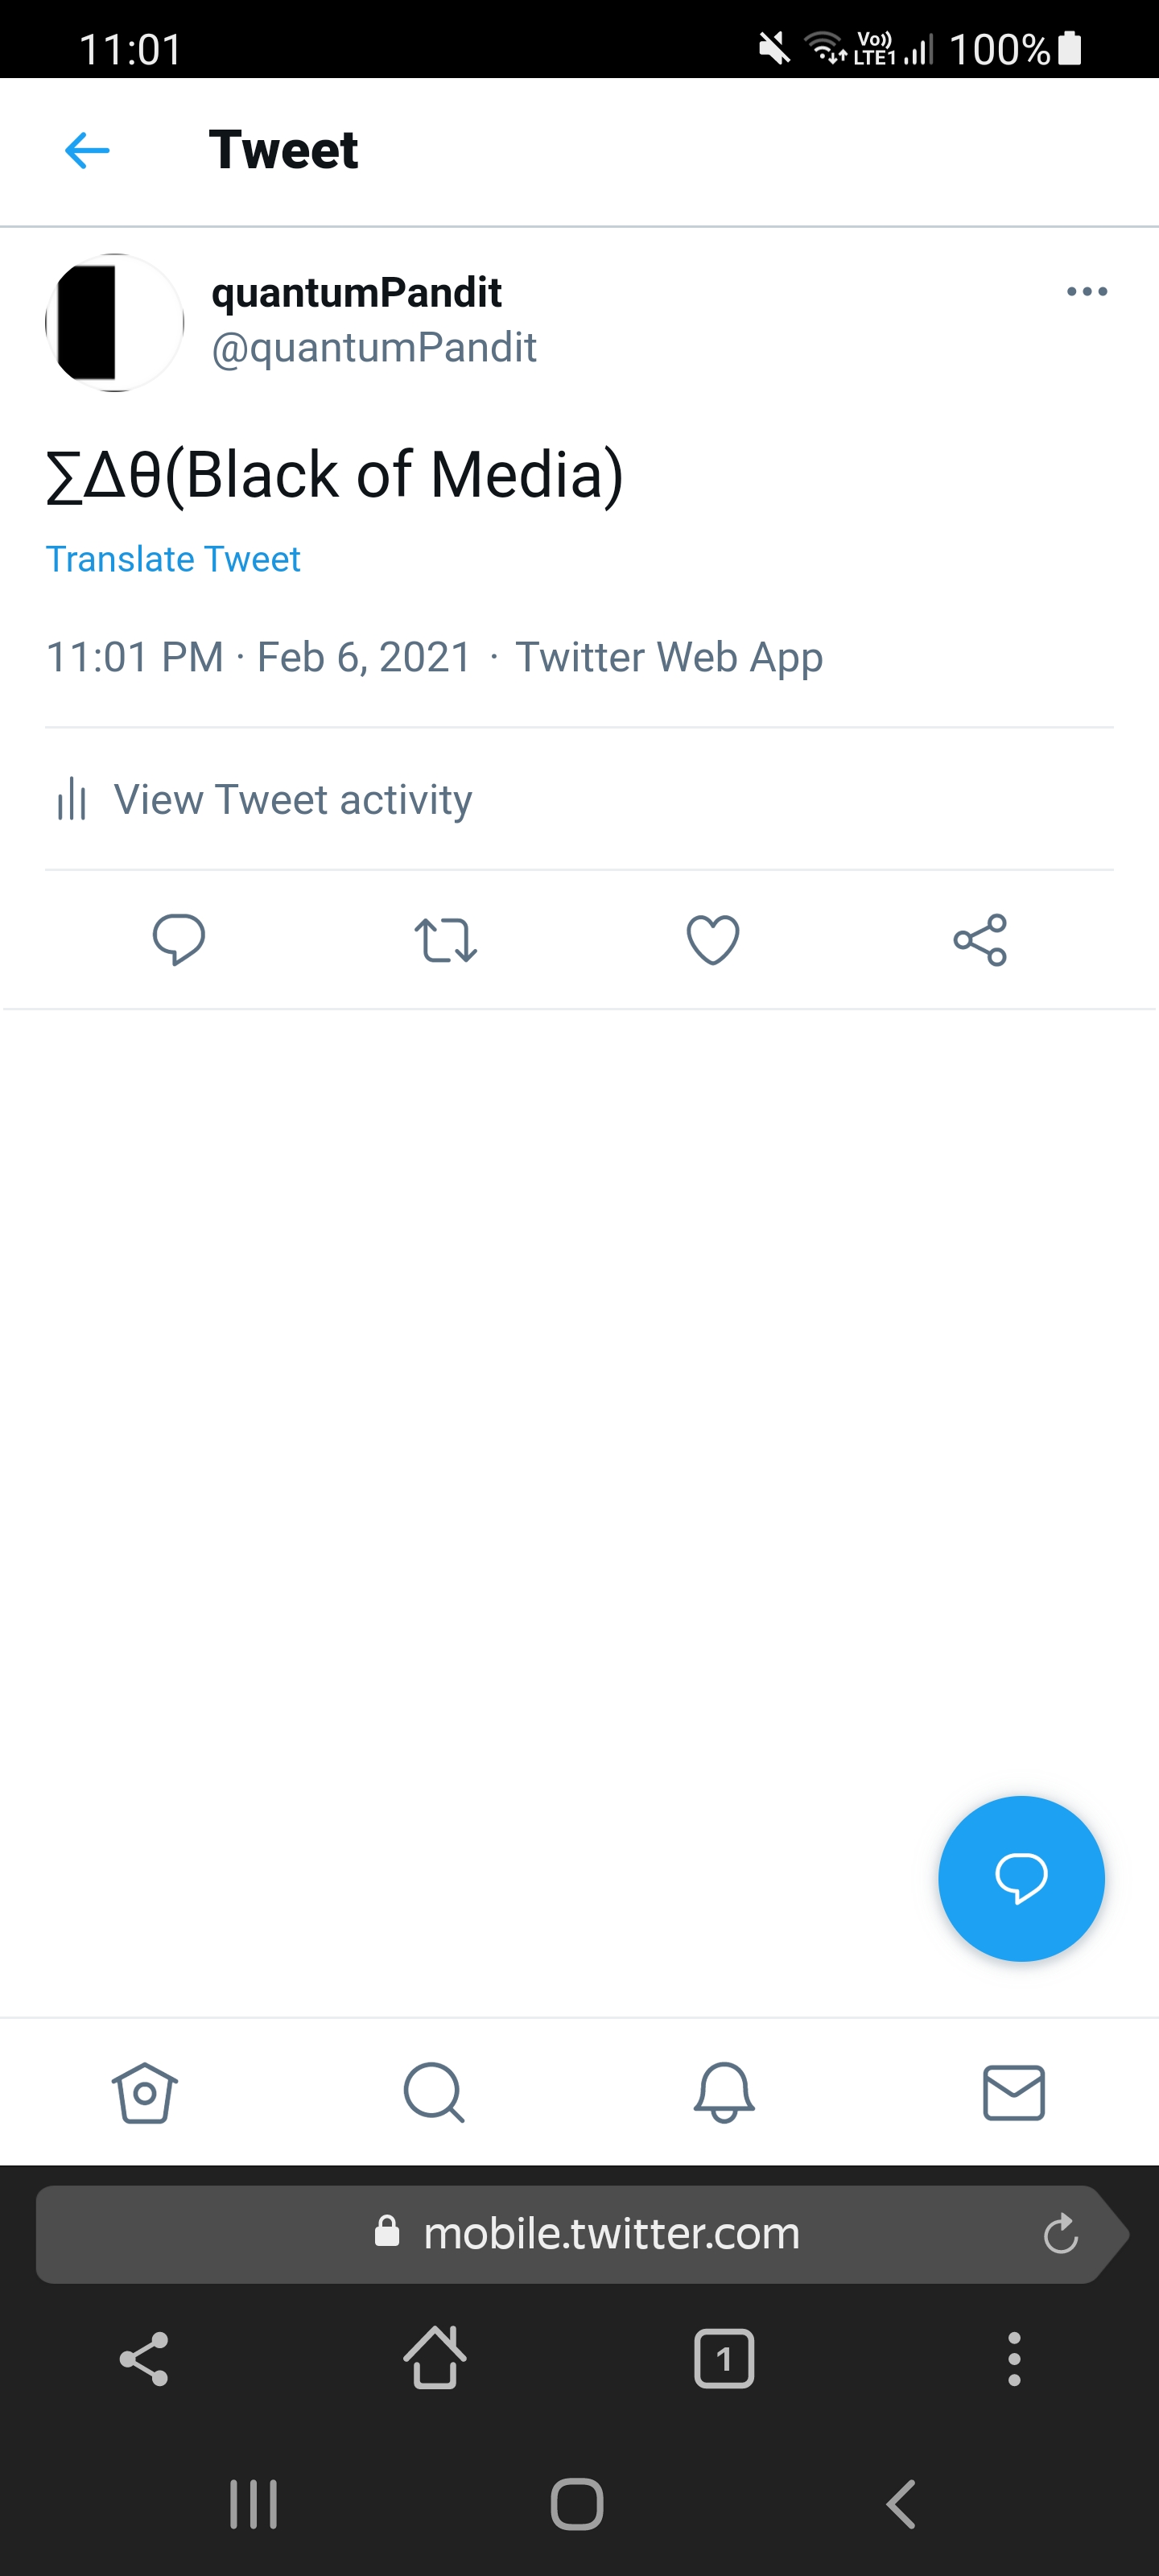 11:01 Vo)) LTE1 100%
Tweet
quantumPandit
@quantumPandit
∑Δθ(Black of Media)
Translate Tweet
11:01 PM · Feb 6, 2021 · Twitter Web App
View Tweet activity
mobile.twitter.com
1